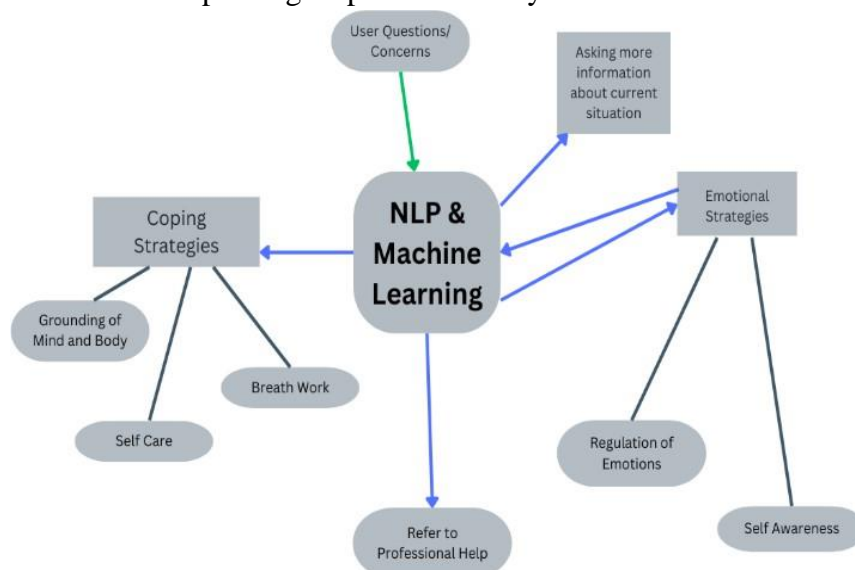 User Questions/
Concerns
Asking more
information
about current
situation
NLP &
Machine
Learning
Coping
Strategies
Emotional
Strategies
Grounding of
Mind and Body
Breath Work
Self Care
Regulation of
Emotions
Refer to
Professional Help
Self Awareness